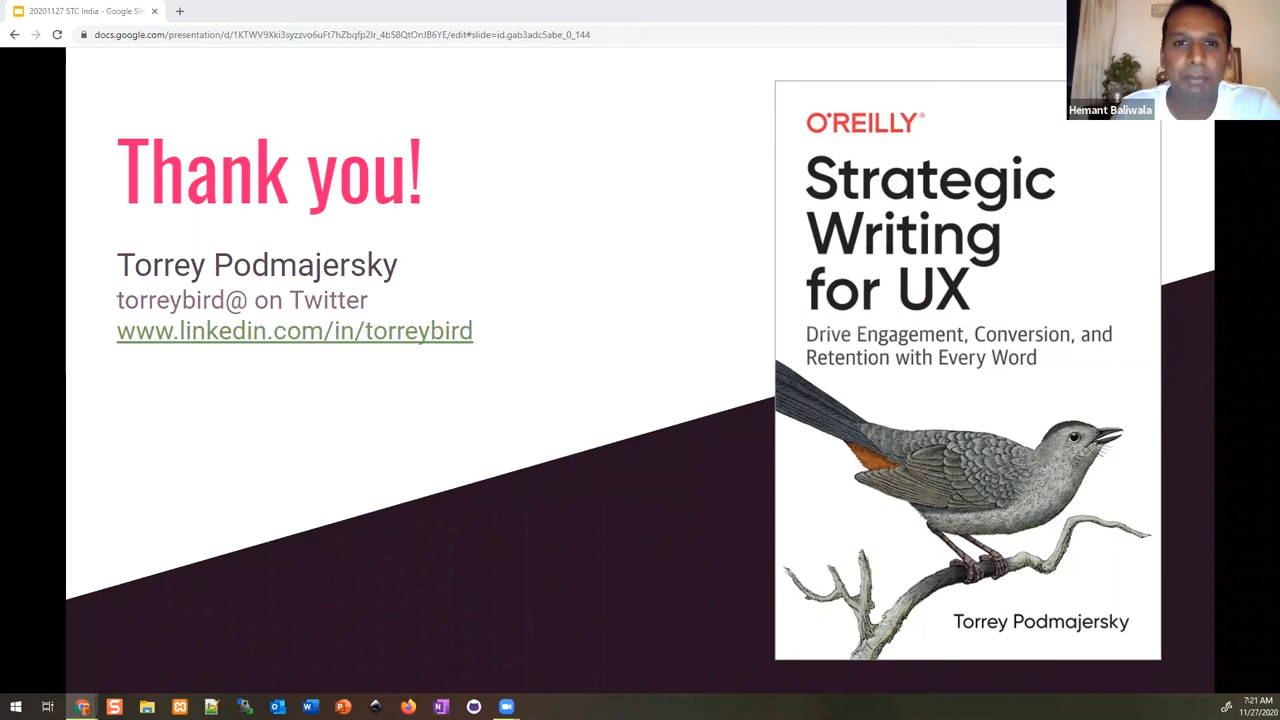 20201127 STC India - Google Sli
docs.google.com/presentation/d/1KTWV9Xki3syzzvo6uFt7hZbqfp2lr_4b58QtOnJB6YE/edit#slide=id.gab3adc5abe_0_144
Hemant Baliwala
Thank you!
Torrey Podmajersky
torreybird@ on Twitter
www.linkedin.com/in/torreybird
O'REILLY®
Strategic
Writing
for UX
Drive Engagement, Conversion, and
Retention with Every Word
Torrey Podmajersky
7:21 AM
11/27/2020